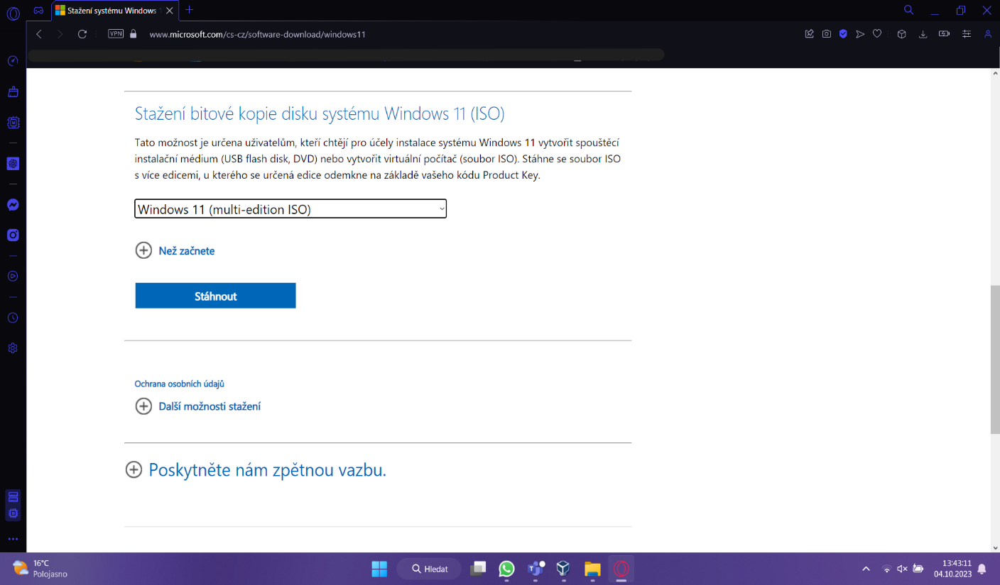 Stažení systému Windows
VPN
www.microsoft.com/cs-cz/software-download/windows11
Stažení bitové kopie disku systému Windows 11 (ISO)
Tato možnost je určena uživatelům, kteří chtějí pro účely instalace systému Windows 11 vytvořit spouštěcí
instalační médium (USB flash disk, DVD) nebo vytvořit virtuální počítač (soubor ISO). Stáhne se soubor ISO
s více edicemi, u kterého se určená edice odemkne na základě vašeho kódu Product Key.
Windows 11 (multi-edition ISO)
Než začnete
Stáhnout
Ochrana osobních údajů
Další možnosti stažení
Poskytněte nám zpětnou vazbu.
16°C
Polojasno
Hledat
13:43:11
04.10.2023